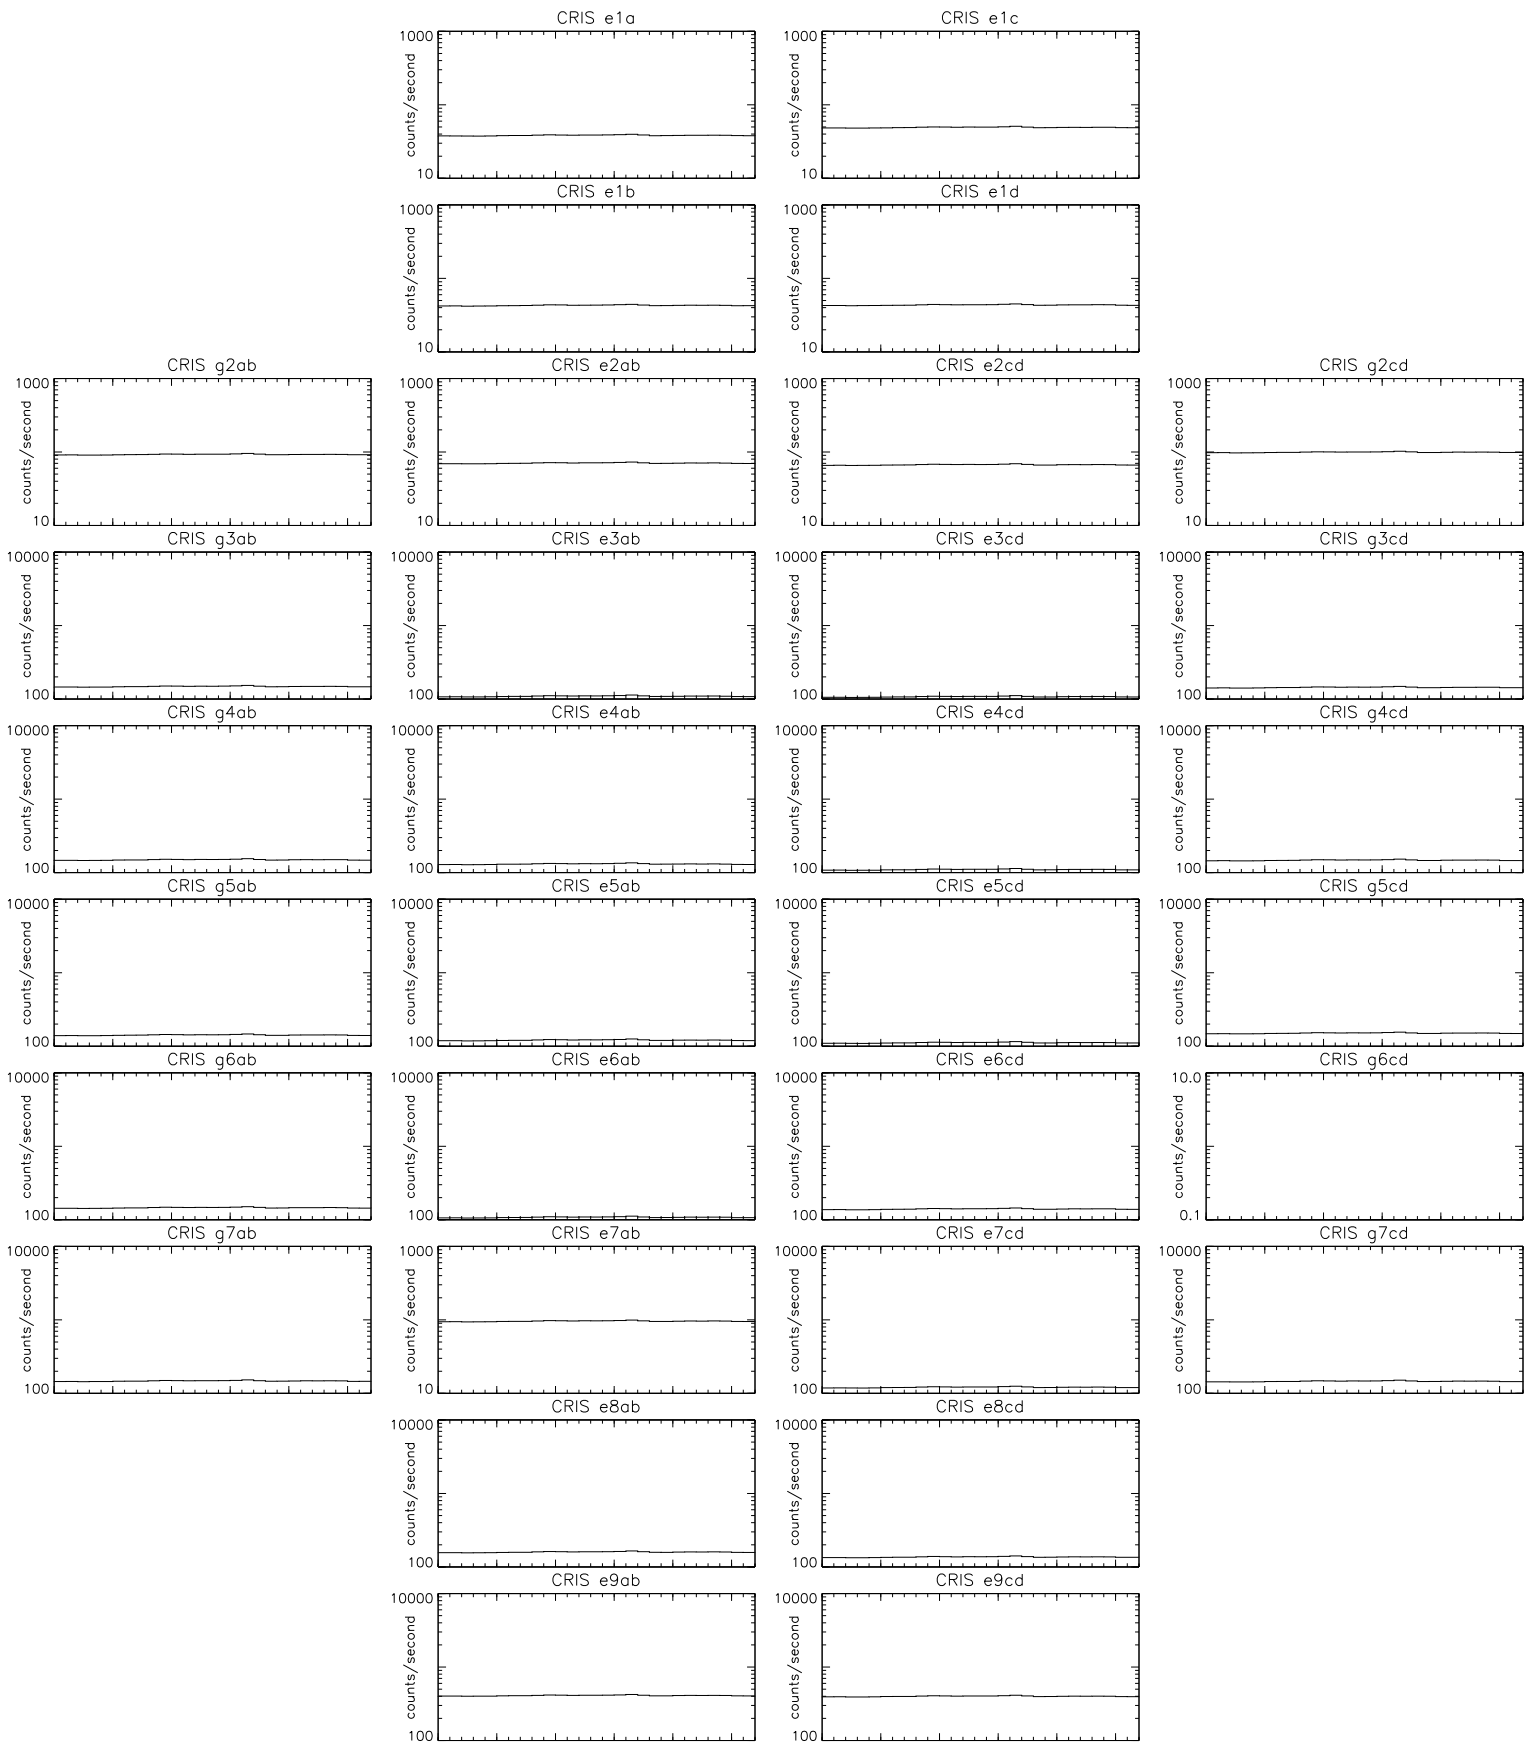 CRIS e1a
1000
counts/second
10
CRIS e1c
1000
counts/second
10
CRIS e1b
1000
counts/second
10
CRIS e1d
1000
counts/second
10
CRIS g2ab
1000
counts/second
10
CRIS e2ab
1000
counts/second
10
CRIS e2cd
1000
counts/second
10
CRIS g2cd
1000
counts/second
10
CRIS g3ab
10000
counts/second
100
CRIS e3ab
10000
counts/second
100
CRIS e3cd
10000
counts/second
100
CRIS g3cd
10000
counts/second
100
CRIS g4ab
10000
counts/second
100
CRIS e4ab
10000
counts/second
100
CRIS e4cd
10000
counts/second
100
CRIS g4cd
10000
counts/second
100
CRIS g5ab
10000
counts/second
100
CRIS e5ab
10000
counts/second
100
CRIS e5cd
10000
counts/second
100
CRIS g5cd
10000
counts/second
100
CRIS g6ab
10000
counts/second
100
CRIS e6ab
10000
counts/second
100
CRIS e6cd
10000
counts/second
100
CRIS g6cd
10.0
counts/second
0.1
CRIS g7ab
10000
counts/second
100
CRIS e7ab
1000
counts/second
10
CRIS e7cd
10000
counts/second
100
CRIS g7cd
10000
counts/second
100
CRIS e8ab
10000
counts/second
100
CRIS e8cd
10000
counts/second
100
CRIS e9ab
10000
counts/second
100
CRIS e9cd
10000
counts/second
100